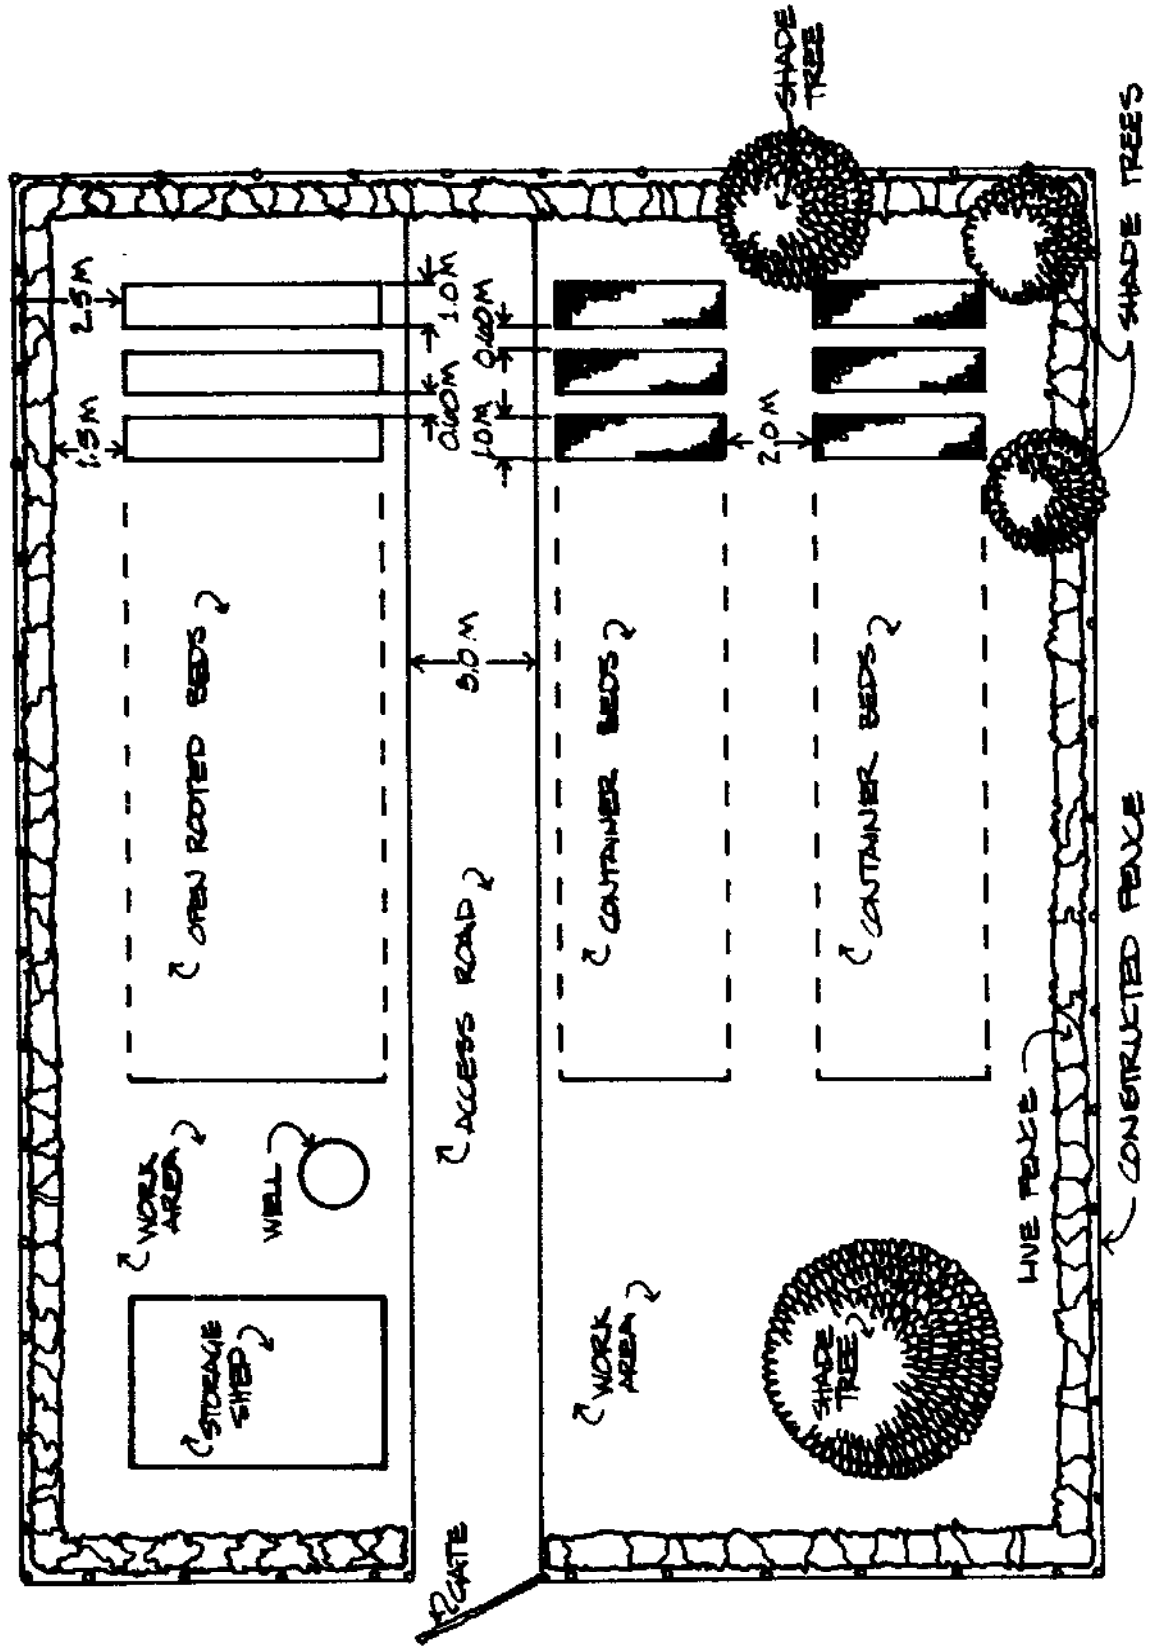 2.5 M
1.5 M
WORK
AREA
OPEN ROOTED BEDS
STORAGE
SHED
WELL
1.0 M
0.60 M
0.60 M
1.0 M
GATE
ACCESS ROAD
3.0 M
WORK
AREA
CONTAINER BEDS
2.0 M
SHADE
TREE
SHADE
TREE
CONTAINER BEDS
LIVE FENCE
CONSTRUCTED FENCE
SHADE TREES